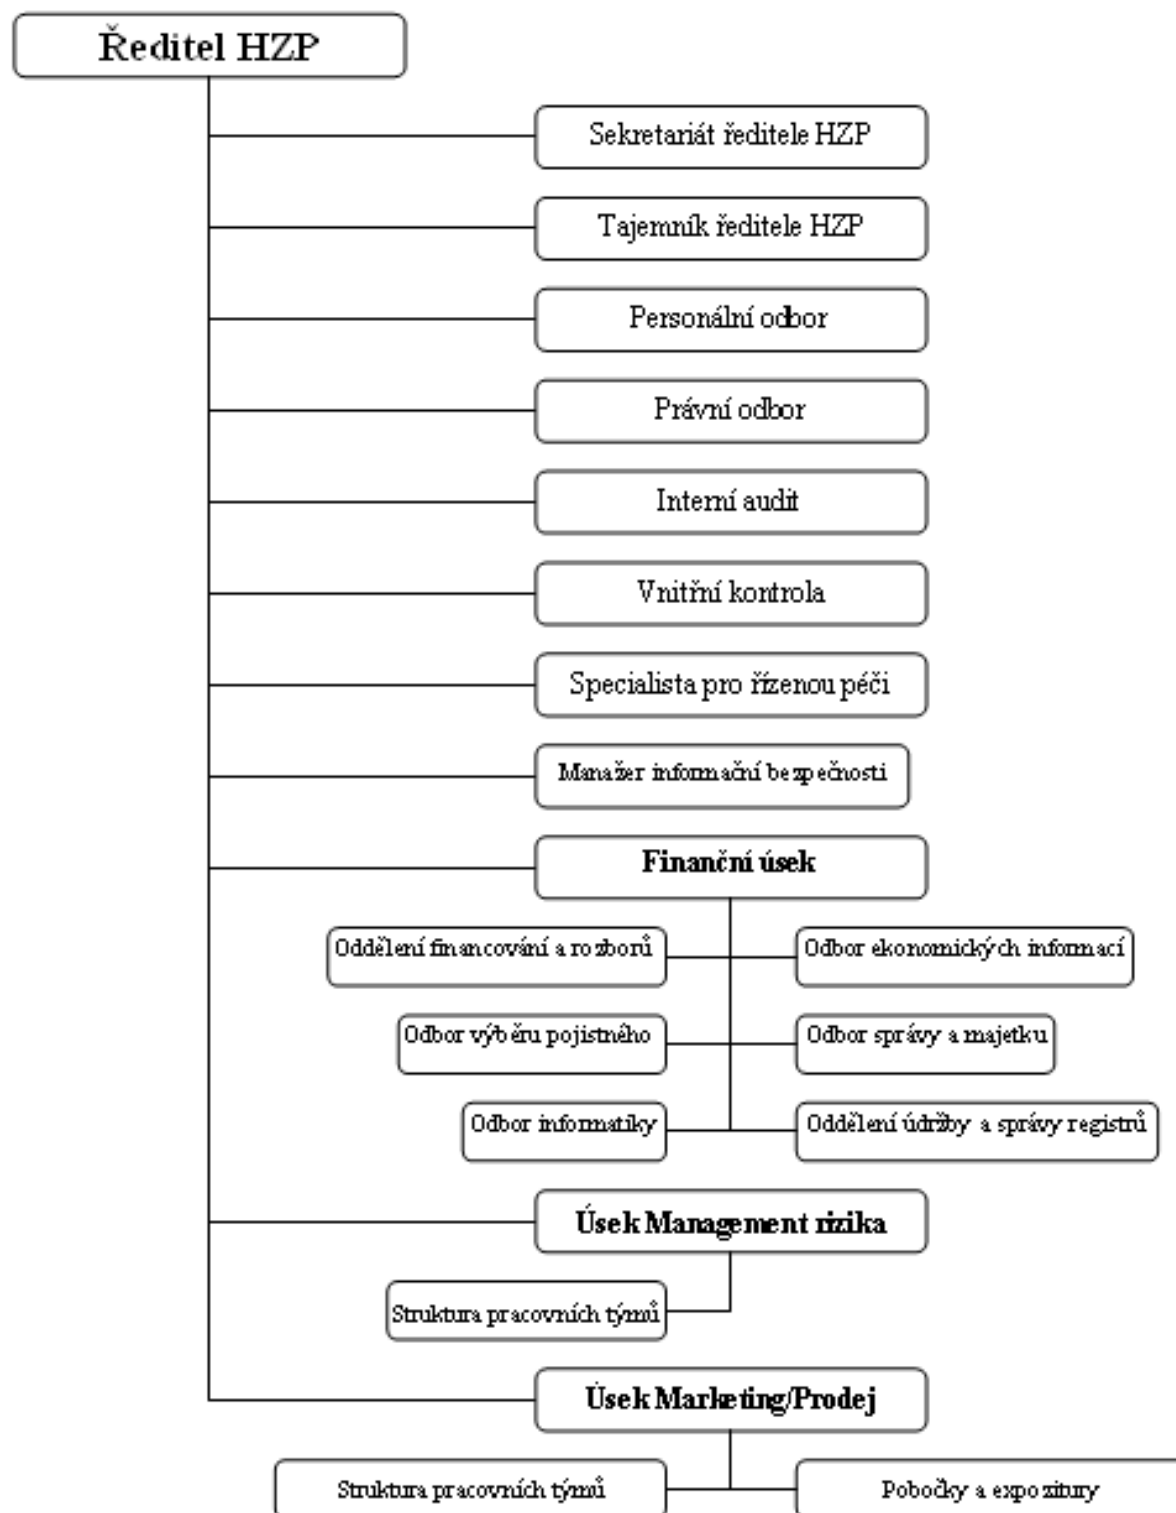 Ředitel HZP
Sekretariát ředitele HZP
Tajemník ředitele HZP
Personální odbor
Právní odbor
Interní audit
Vnitřní kontrola
Specialista pro řízenou péči
Manažer informační bezpečnosti
Finanční úsek
Oddělení financování a rozborů
Odbor ekonomických informací
Odbor výběru pojistného
Odbor správy a majetku
Odbor informatiky
Oddělení údržby a správy registrů
Úsek Management rizika
Struktura pracovních týmů
Úsek Marketing/Prodej
Struktura pracovních týmů
Pobočky a expozitury